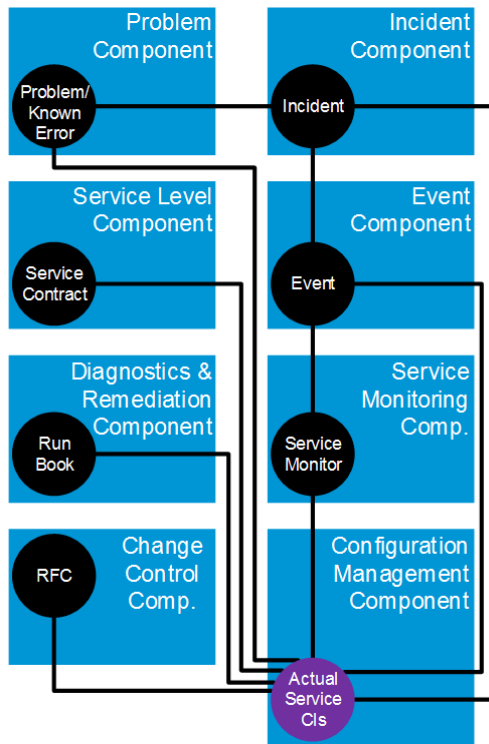 Problem
Component
Problem/
Known
Error
Incident
Component
Incident
Service Level
Component
Service
Contract
Event
Component
Event
Diagnostics &
Remediation
Component
Run
Book
Service
Monitoring
Comp.
Service
Monitor
Change
Control
Comp.
RFC
Configuration
Management
Component
Actual
Service
CIs